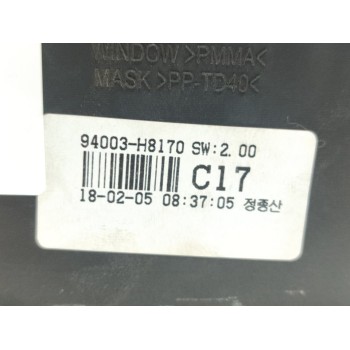 WINDOW >PMMA<
MASK >PP-TD40<
94003-H8170 SW:2.00
C17
18-02-05 08:37:05 정종산